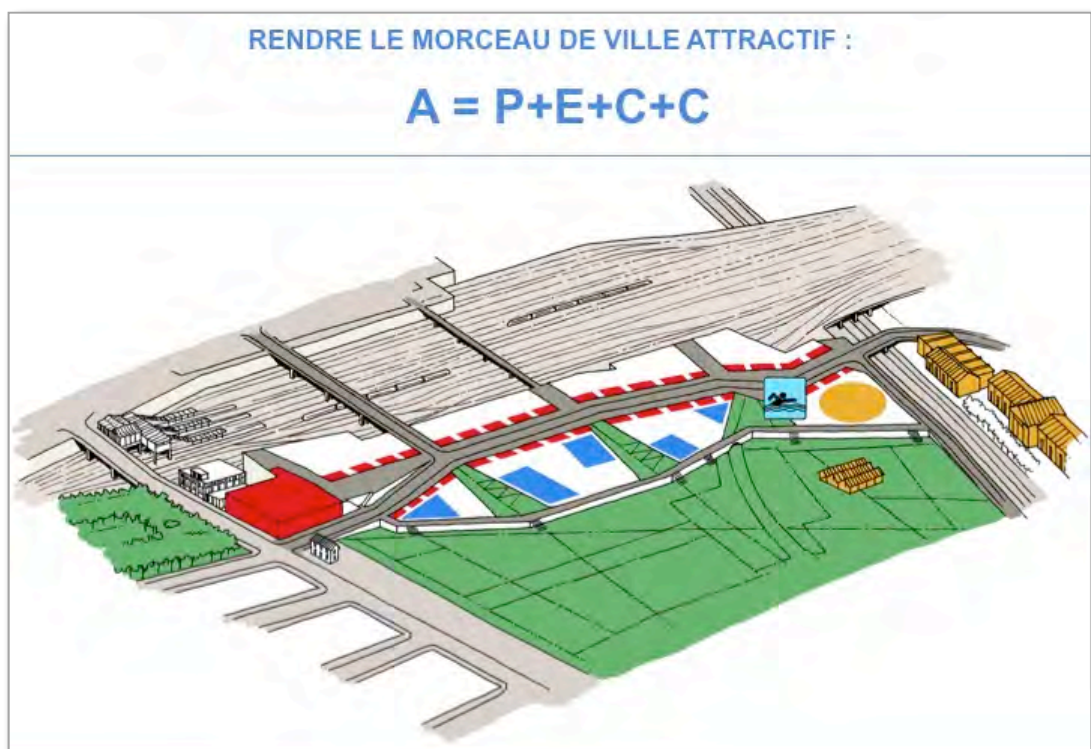 RENDRE LE MORCEAU DE VILLE ATTRACTIF :
A = P+E+C+C